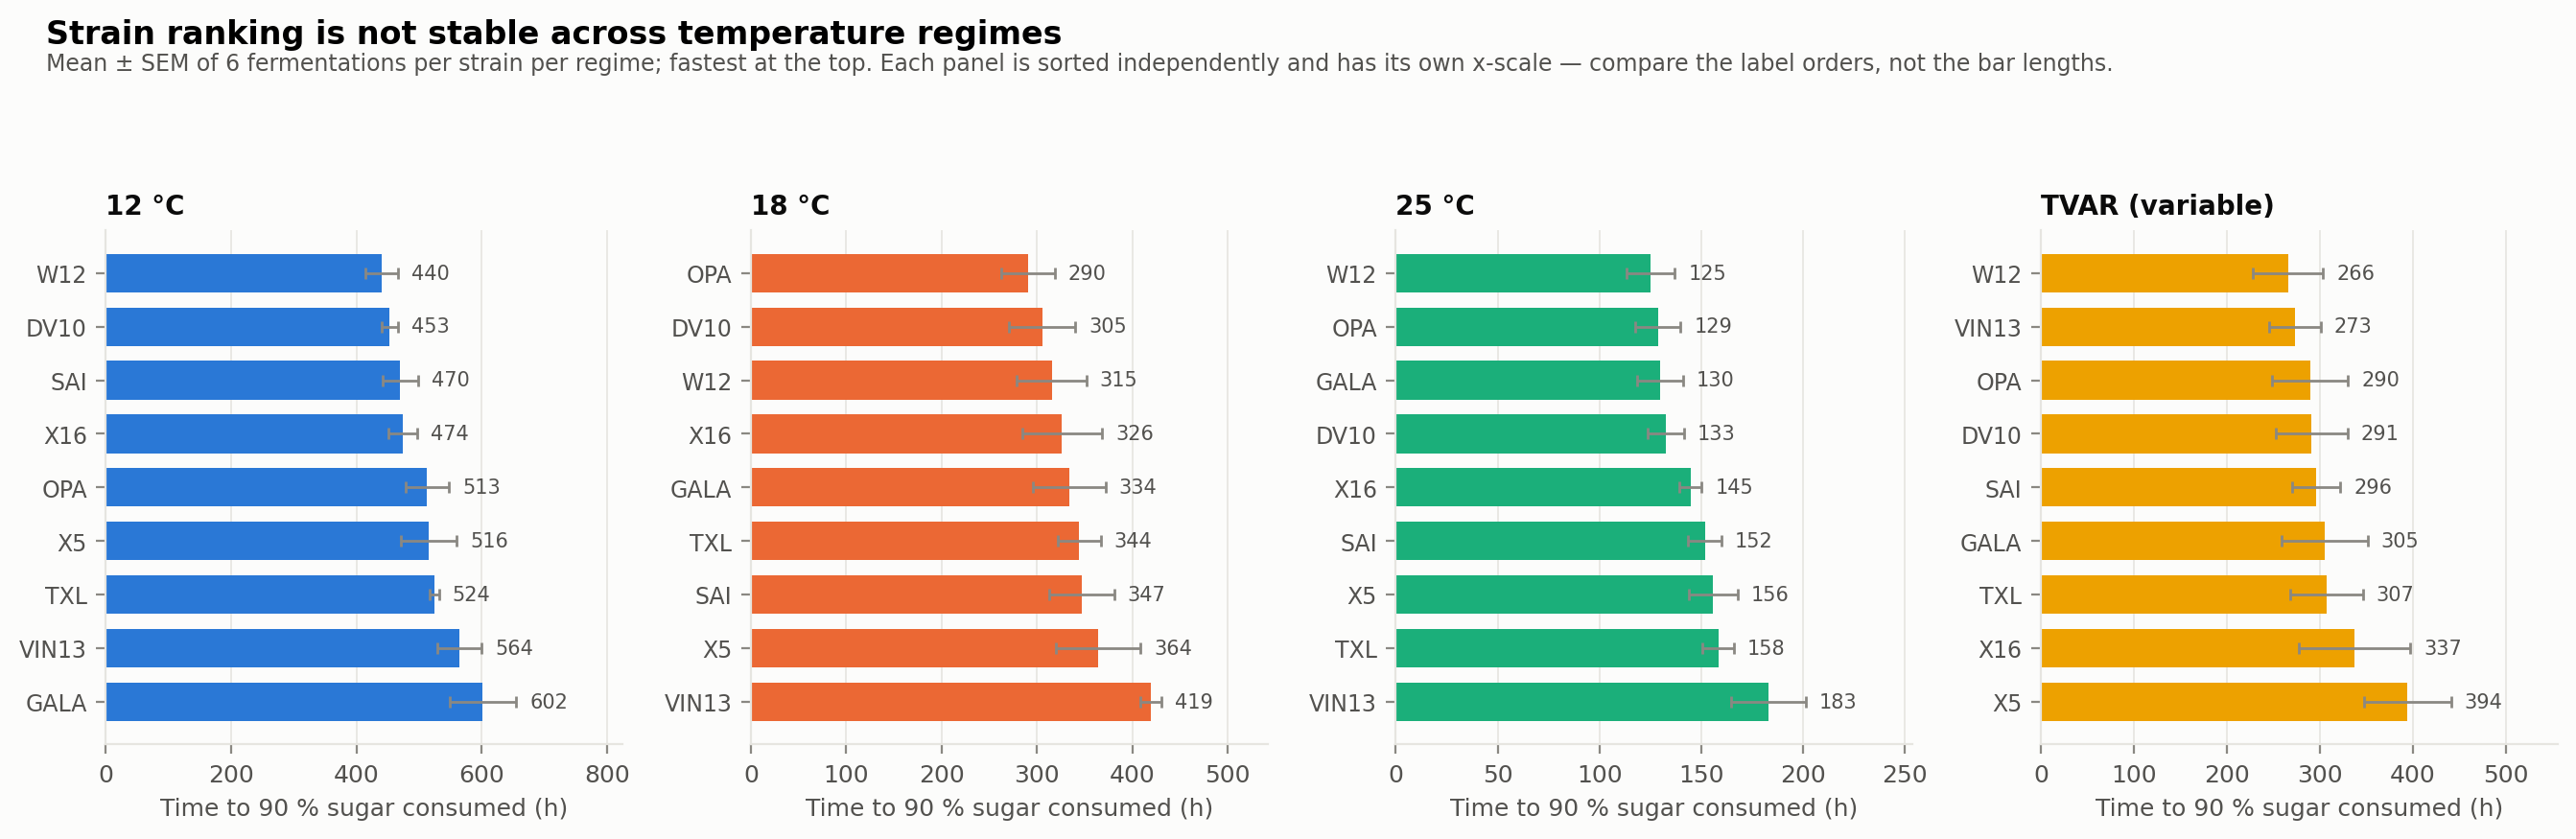 Strain ranking is not stable across temperature regimes
Mean ± SEM of 6 fermentations per strain per regime; fastest at the top. Each panel is sorted independently and has its own x-scale — compare the label orders, not the bar lengths.
12 °C
W12 440
DV10 453
SAI 470
X16 474
OPA 513
X5 516
TXL 524
VIN13 564
GALA 602
0 200 400 600 800
Time to 90 % sugar consumed (h)
18 °C
OPA 290
DV10 305
W12 315
X16 326
GALA 334
TXL 344
SAI 347
X5 364
VIN13 419
0 100 200 300 400 500
Time to 90 % sugar consumed (h)
25 °C
W12 125
OPA 129
GALA 130
DV10 133
X16 145
SAI 152
X5 156
TXL 158
VIN13 183
0 50 100 150 200 250
Time to 90 % sugar consumed (h)
TVAR (variable)
W12 266
VIN13 273
OPA 290
DV10 291
SAI 296
GALA 305
TXL 307
X16 337
X5 394
0 100 200 300 400 500
Time to 90 % sugar consumed (h)